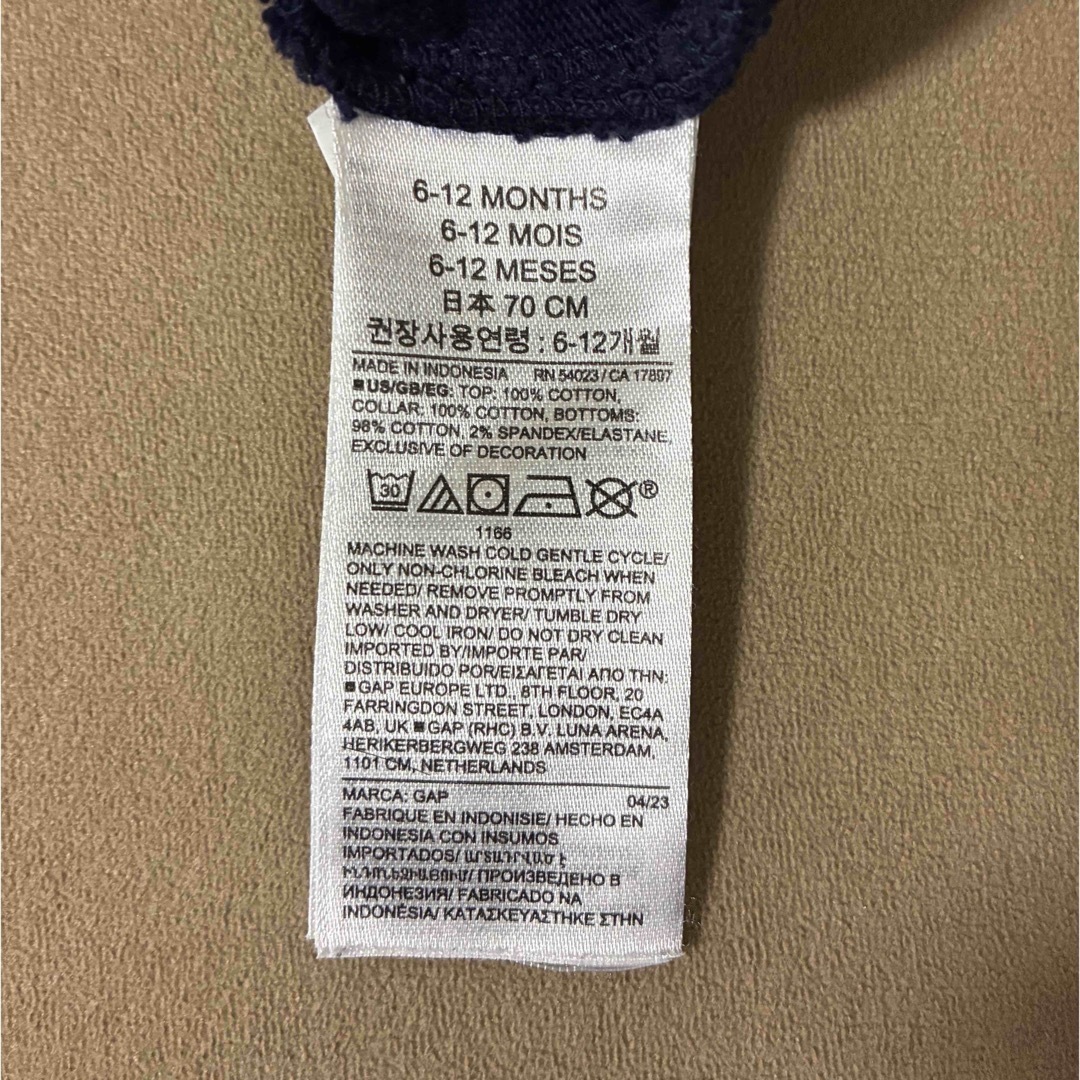 6-12 MONTHS
6-12 MOIS
6-12 MESES
日本 70 CM
권장사용연령 : 6-12개월
MADE IN INDONESIA RN 54023 / CA 17897
■US/GB/EG: TOP: 100% COTTON,
COLLAR: 100% COTTON, BOTTOMS:
98% COTTON, 2% SPANDEX/ELASTANE,
EXCLUSIVE OF DECORATION
30 ®
1166
MACHINE WASH COLD GENTLE CYCLE/
ONLY NON-CHLORINE BLEACH WHEN
NEEDED/ REMOVE PROMPTLY FROM
WASHER AND DRYER/ TUMBLE DRY
LOW/ COOL IRON/ DO NOT DRY CLEAN
IMPORTED BY/IMPORTE PAR/
DISTRIBUIDO POR/ΕΙΣΑΓΕΤΑΙ ΑΠΟ ΤΗΝ:
■GAP EUROPE LTD., 8TH FLOOR, 20
FARRINGDON STREET, LONDON, EC4A
4AB, UK ■GAP (RHC) B.V. LUNA ARENA,
HERIKERBERGWEG 238 AMSTERDAM,
1101 CM, NETHERLANDS
MARCA: GAP 04/23
FABRIQUE EN INDONISIE/ HECHO EN
INDONESIA CON INSUMOS
IMPORTADOS/ ԱՐՏԱԴՐՎԱԾ Է
ԻՆԴՈՆԵԶԻԱՅՈՒՄ/ ПРОИЗВЕДЕНО В
ИНДОНЕЗИЯ/ FABRICADO NA
INDONÉSIA/ ΚΑΤΑΣΚΕΥΑΣΤΗΚΕ ΣΤΗΝ